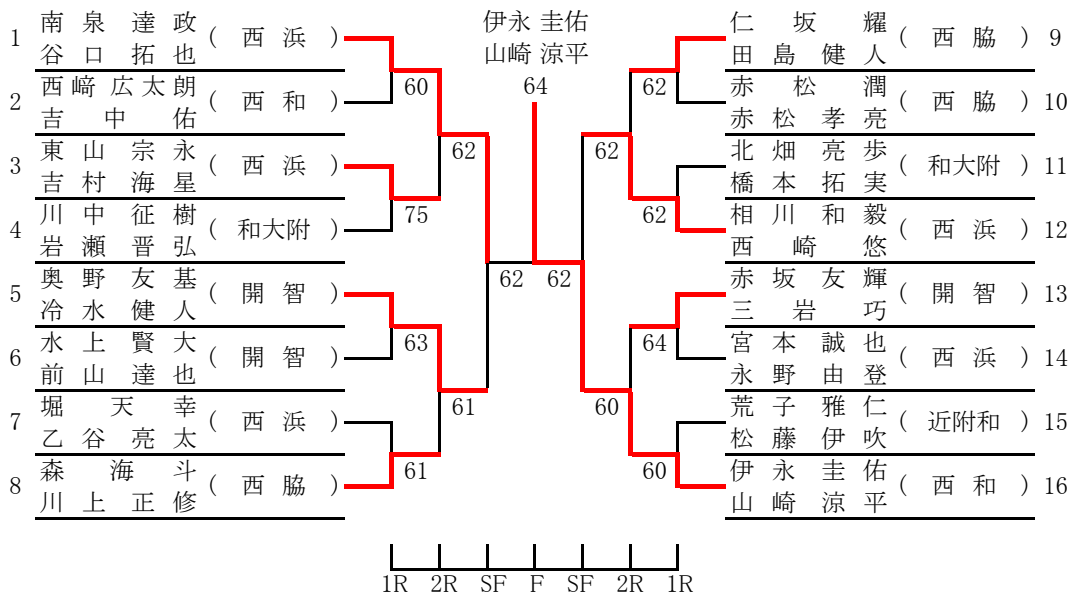 伊永 圭佑
山崎 涼平
64
1 南泉達政 (西浜)
谷口拓也
2 西﨑広太朗 (西和)
吉中佑
60
3 東山宗永 (西浜)
吉村海星
4 川中征樹 (和大附)
岩瀬晋弘
75
62
5 奥野友基 (開智)
冷水健人
6 水上賢大 (開智)
前山達也
63
7 堀天幸 (西浜)
乙谷亮太
8 森海斗 (西脇)
川上正修
61
61
62
62
仁坂耀 (西脇) 9
田島健人
赤松潤 (西脇) 10
赤松孝亮
62
北畑亮歩 (和大附) 11
橋本拓実
相川和毅 (西浜) 12
西崎悠
62
62
赤坂友輝 (開智) 13
三岩巧
宮本誠也 (西浜) 14
永野由登
64
荒子雅仁 (近附和) 15
松藤伊吹
伊永圭佑 (西和) 16
山崎涼平
60
60
1R 2R SF F SF 2R 1R